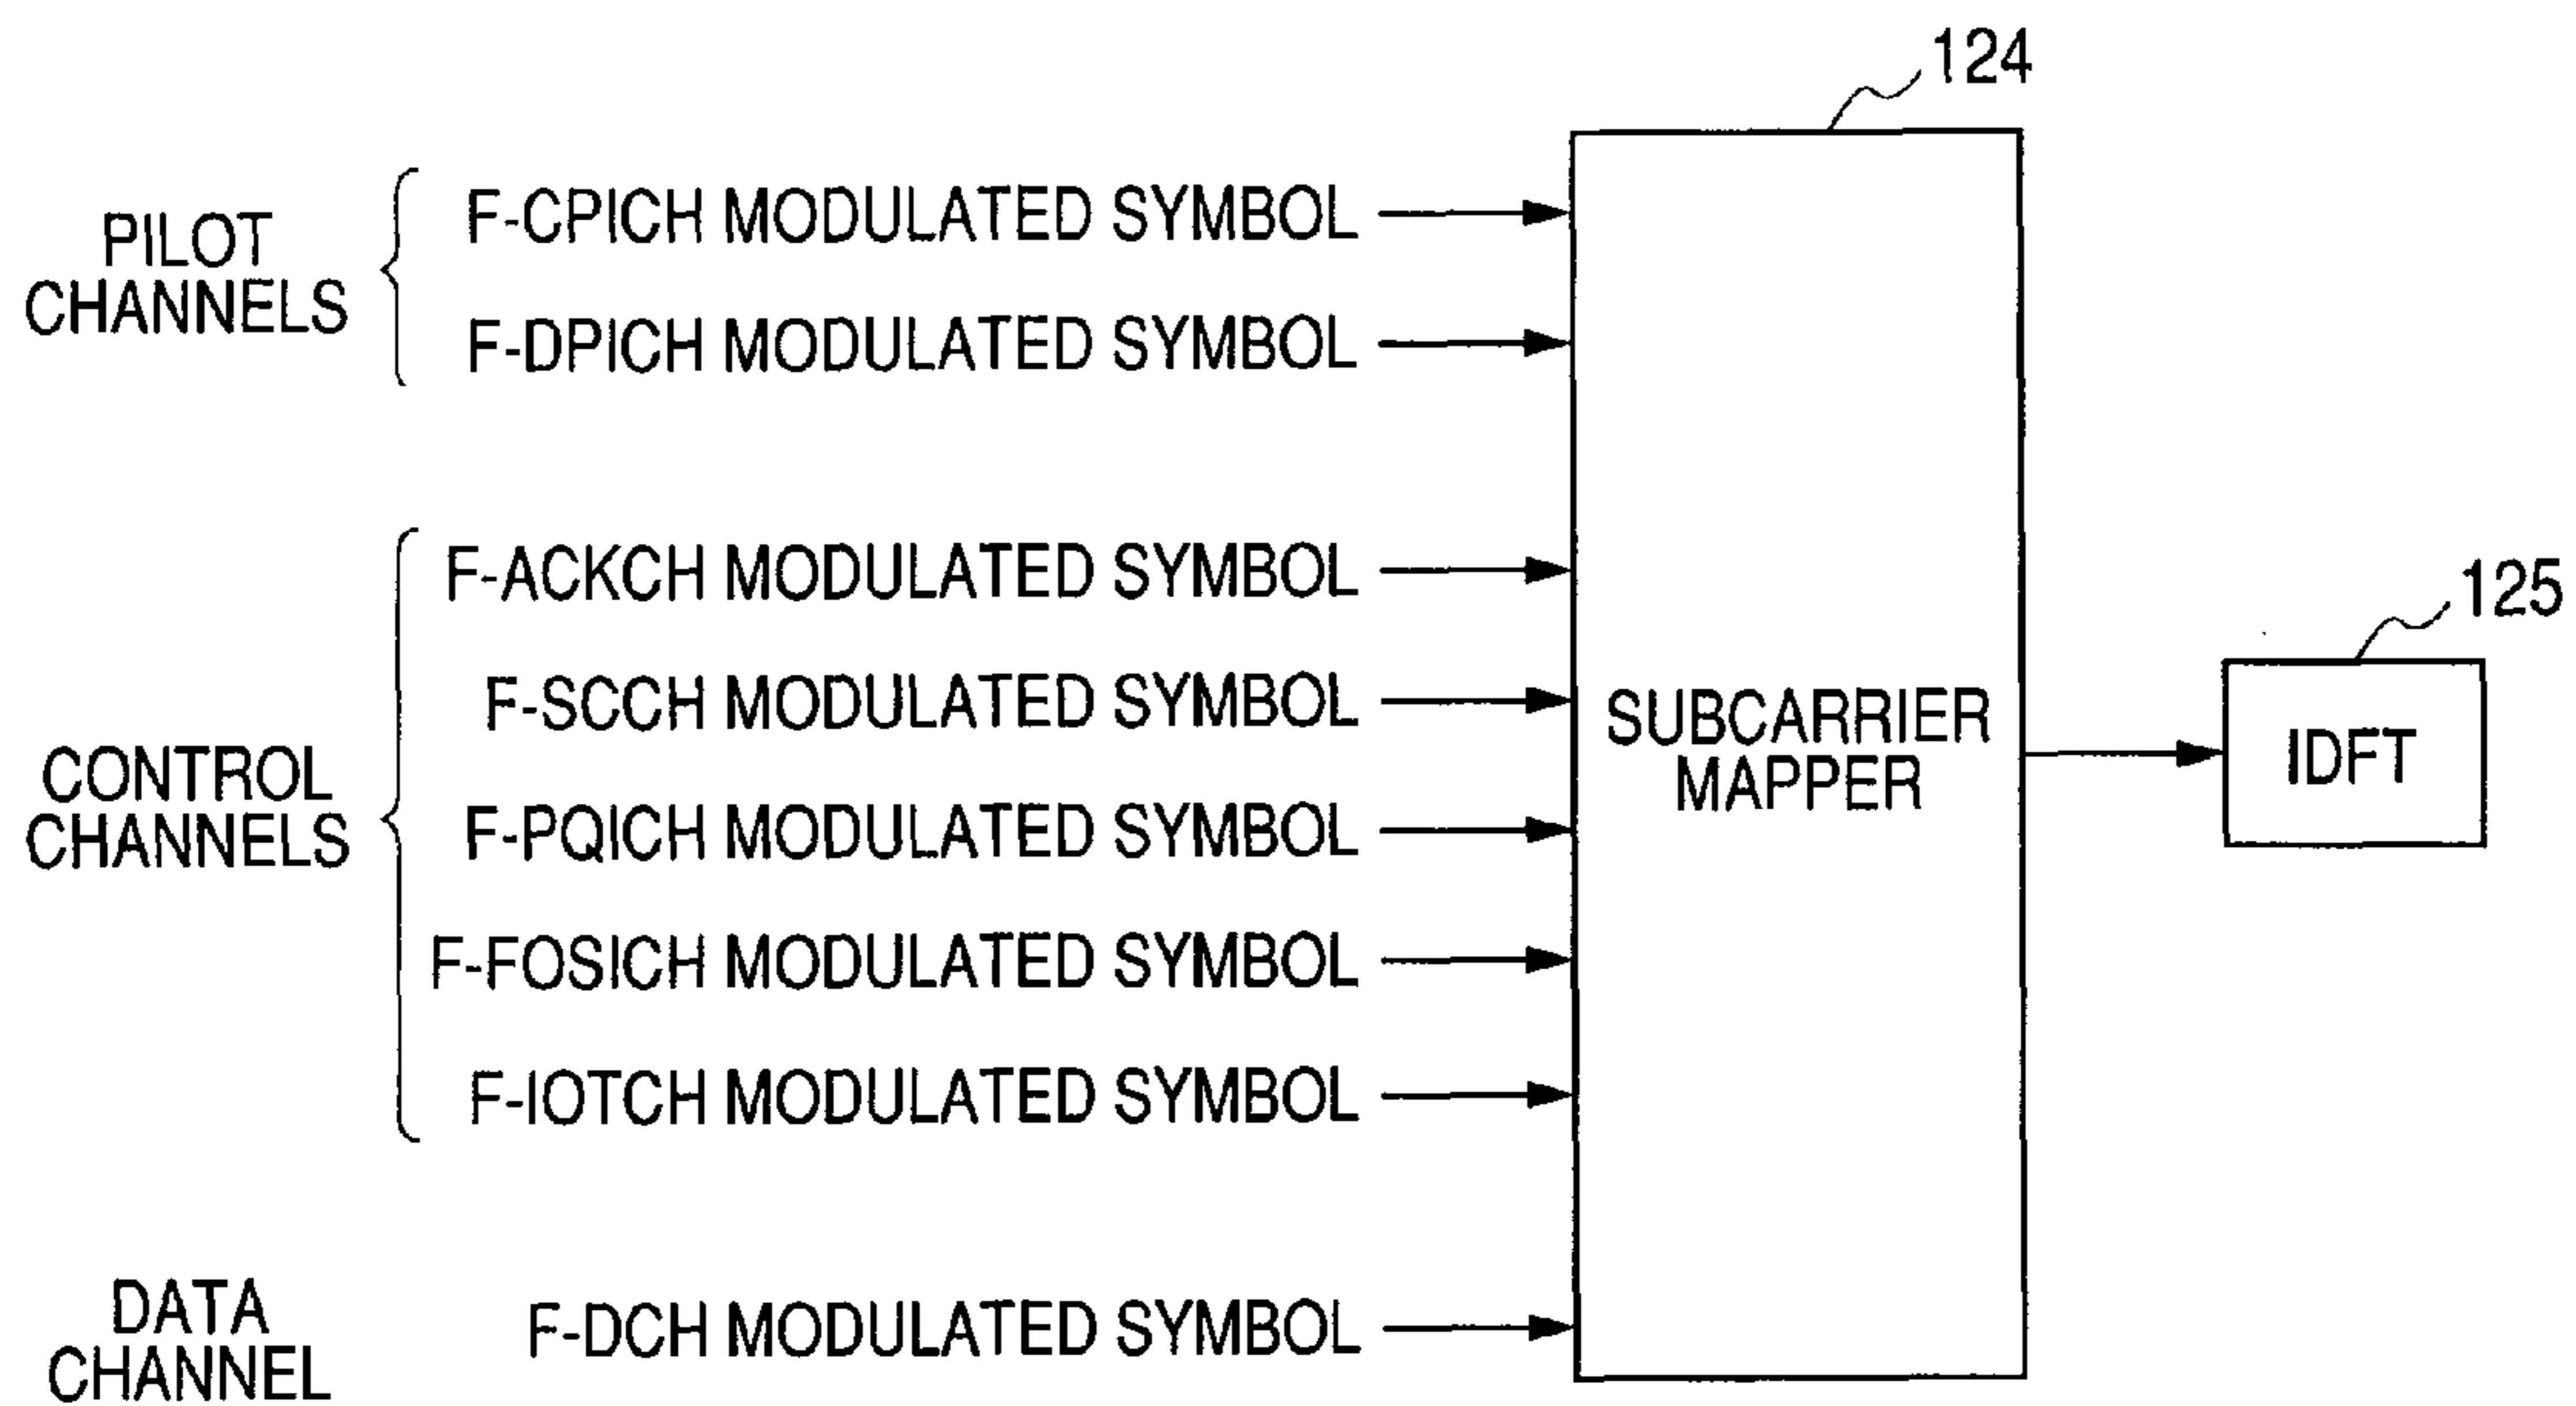 124
PILOT
CHANNELS
F-CPICH MODULATED SYMBOL
F-DPICH MODULATED SYMBOL
CONTROL
CHANNELS
F-ACKCH MODULATED SYMBOL
F-SCCH MODULATED SYMBOL
F-PQICH MODULATED SYMBOL
F-FOSICH MODULATED SYMBOL
F-IOTCH MODULATED SYMBOL
DATA
CHANNEL
F-DCH MODULATED SYMBOL
SUBCARRIER
MAPPER
125
IDFT